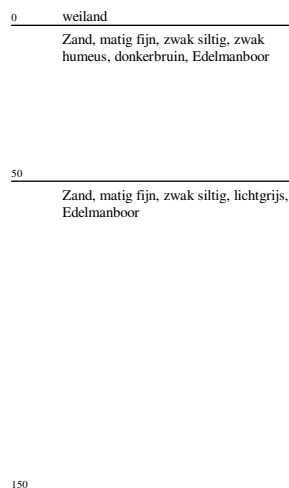 0 weiland
Zand, matig fijn, zwak siltig, zwak
humeus, donkerbruin, Edelmanboor
50
Zand, matig fijn, zwak siltig, lichtgrijs,
Edelmanboor
150